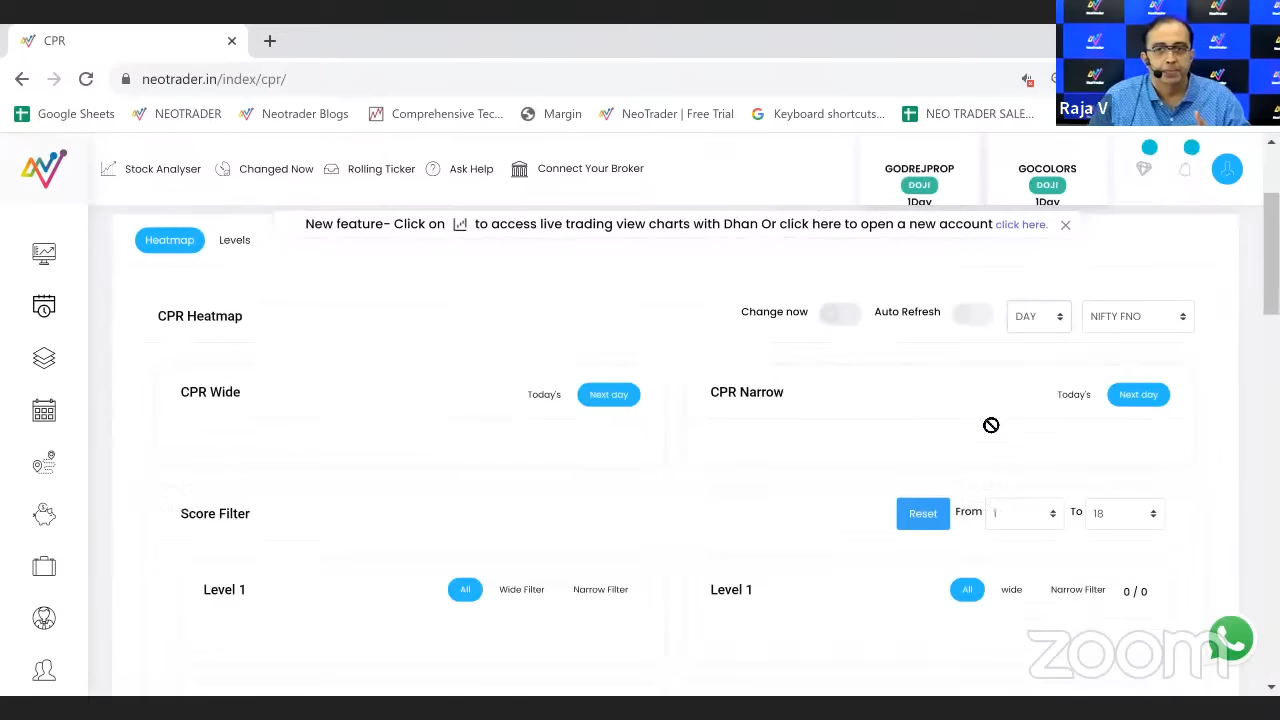 CPR
neotrader.in/index/cpr/
Google Sheets NEOTRADER Neotrader Blogs Comprehensive Tec... Margin NeoTrader | Free Trial Keyboard shortcuts... NEO TRADER SALE...
Raja V
Stock Analyser Changed Now Rolling Ticker Ask Help Connect Your Broker
GODREJPROP
DOJI
1Day
GOCOLORS
DOJI
1Day
New feature- Click on to access live trading view charts with Dhan Or click here to open a new account click here.
Heatmap Levels
CPR Heatmap Change now Auto Refresh DAY NIFTY FNO
CPR Wide Today's Next day CPR Narrow Today's Next day
Score Filter Reset From 1 To 18
Level 1 All Wide Filter Narrow Filter Level 1 All wide Narrow Filter 0 / 0
zoom